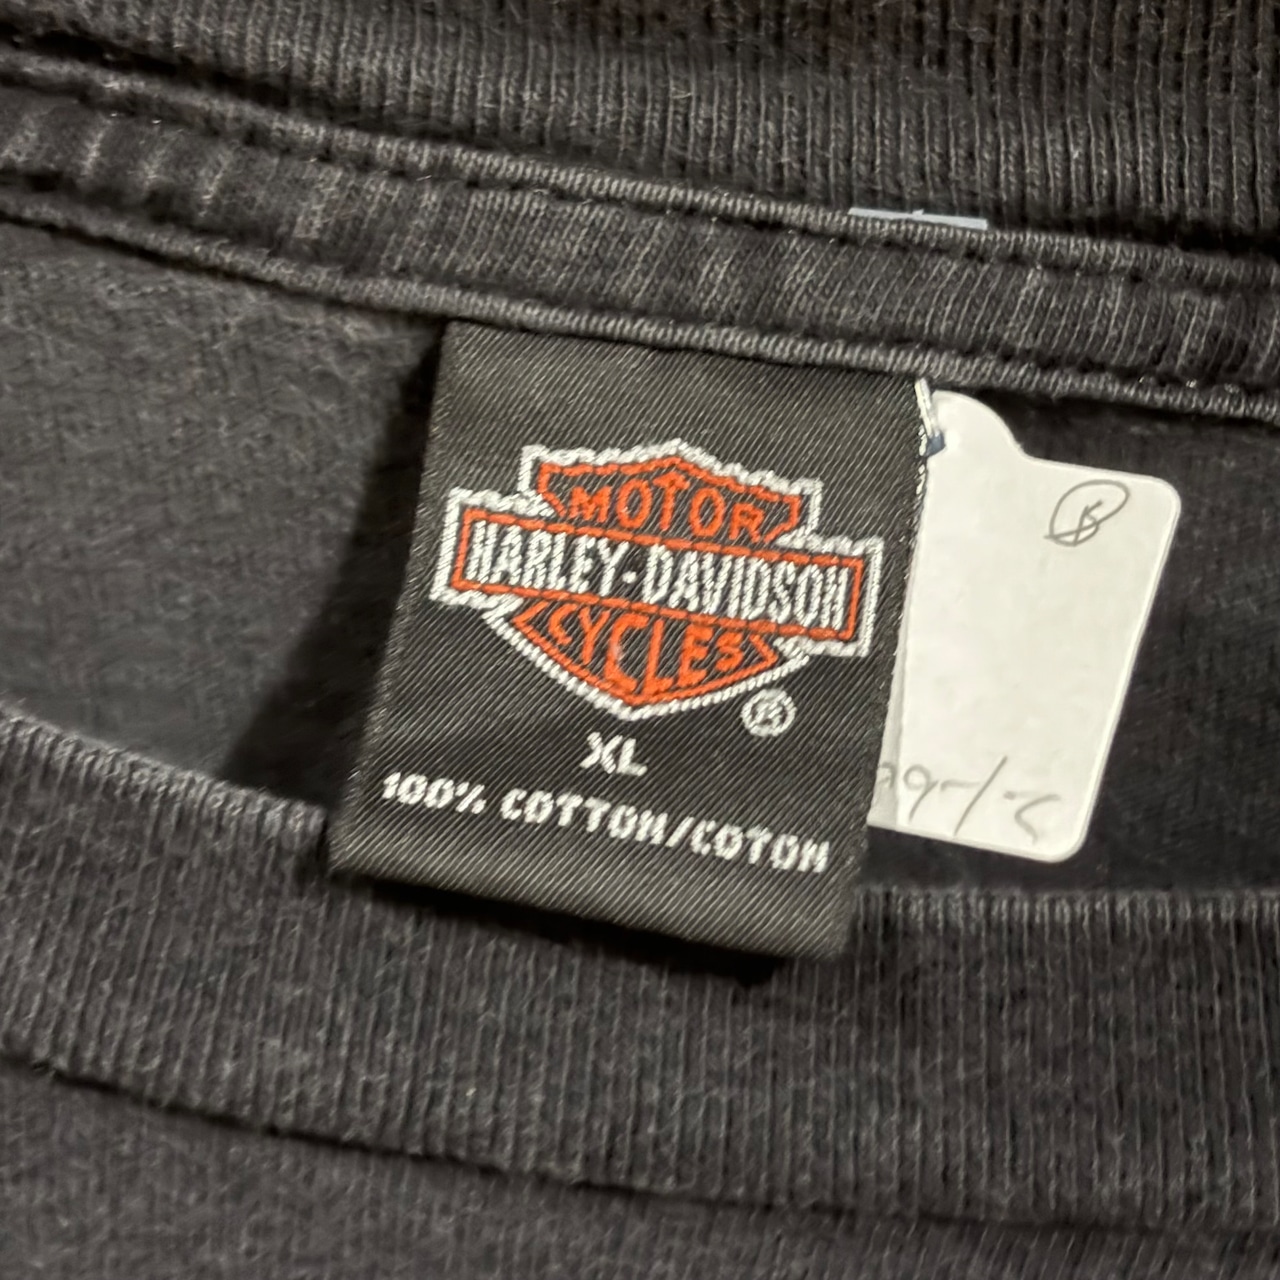 MOTOR
HARLEY-DAVIDSON
CYCLES
®
XL
100% COTTON/COTON